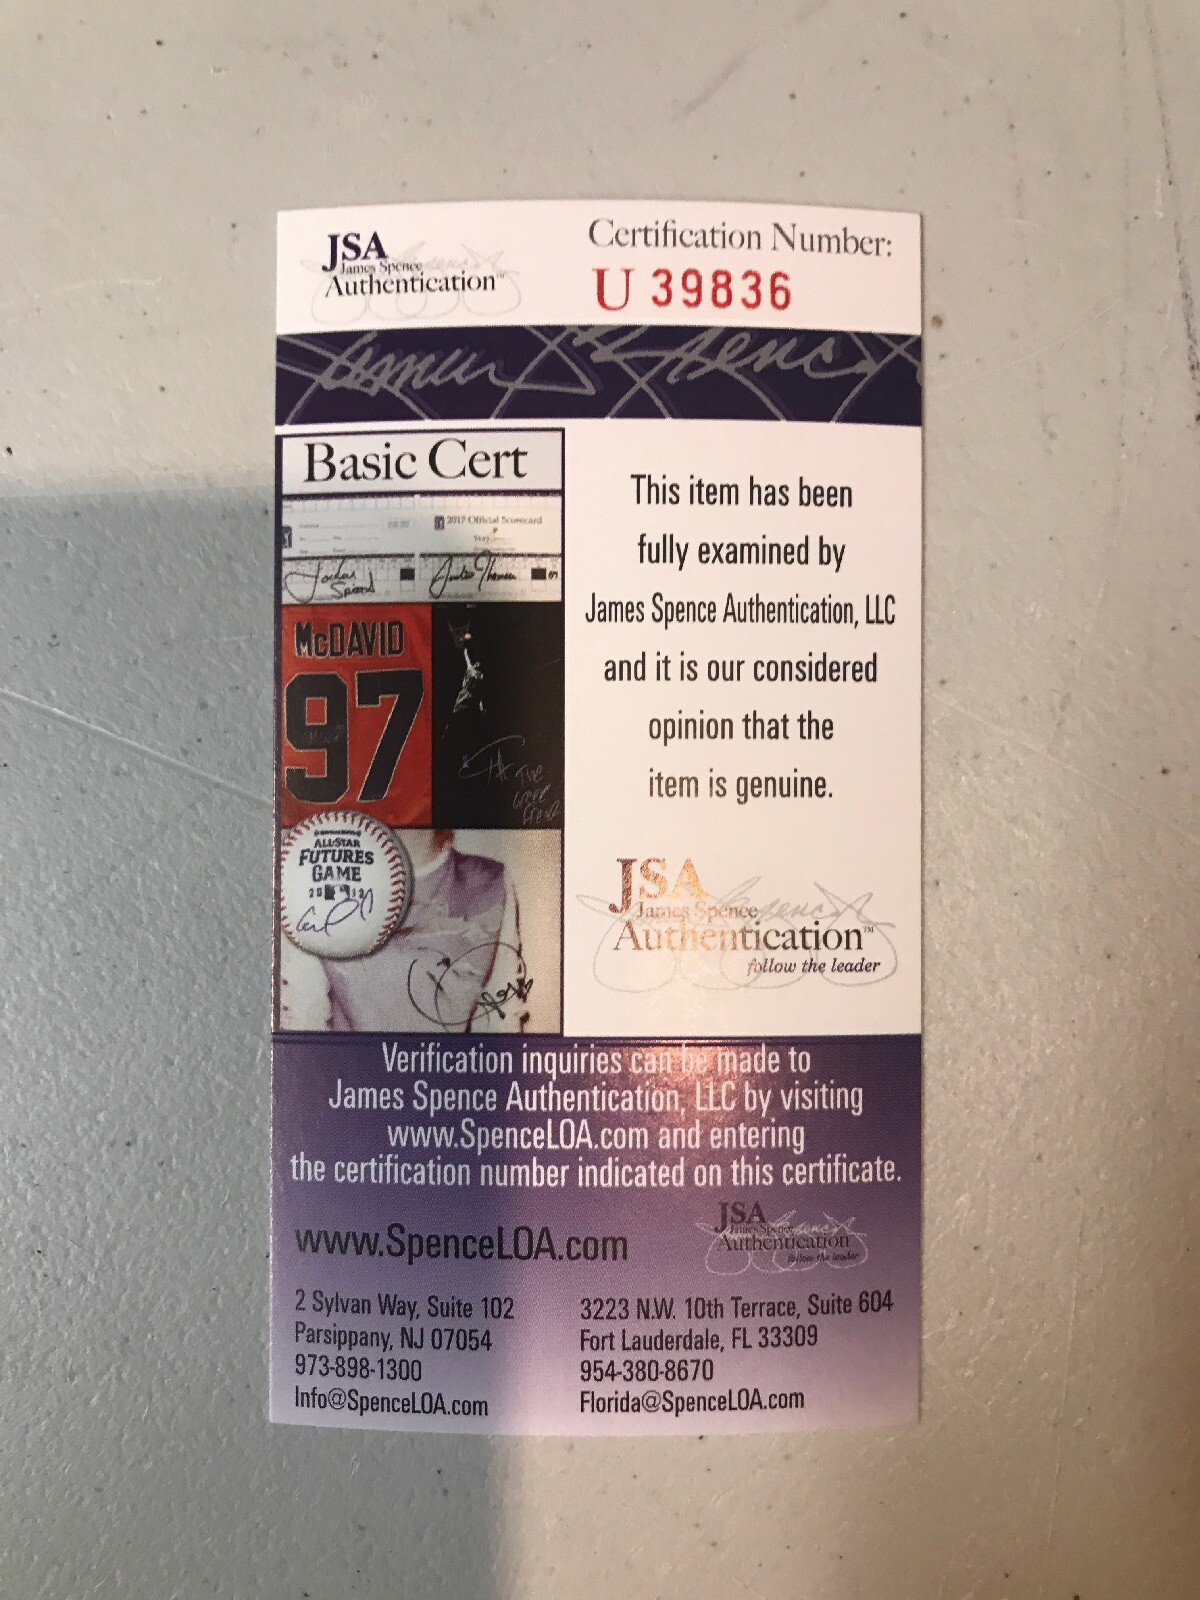 JSA
James Spence
Authentication™
Certification Number:
U 39836
Basic Cert
2017 Official Scorecard
McDAVID
97
THE
ALL-STAR
FUTURES
GAME
This item has been
fully examined by
James Spence Authentication, LLC
and it is our considered
opinion that the
item is genuine.
JSA
James Spence
Authentication™
follow the leader
Verification inquiries can be made to
James Spence Authentication, LLC by visiting
www.SpenceLOA.com and entering
the certification number indicated on this certificate.
www.SpenceLOA.com
JSA
James Spence
Authentication
follow the leader
2 Sylvan Way, Suite 102
Parsippany, NJ 07054
973-898-1300
Info@SpenceLOA.com
3223 N.W. 10th Terrace, Suite 604
Fort Lauderdale, FL 33309
954-380-8670
Florida@SpenceLOA.com